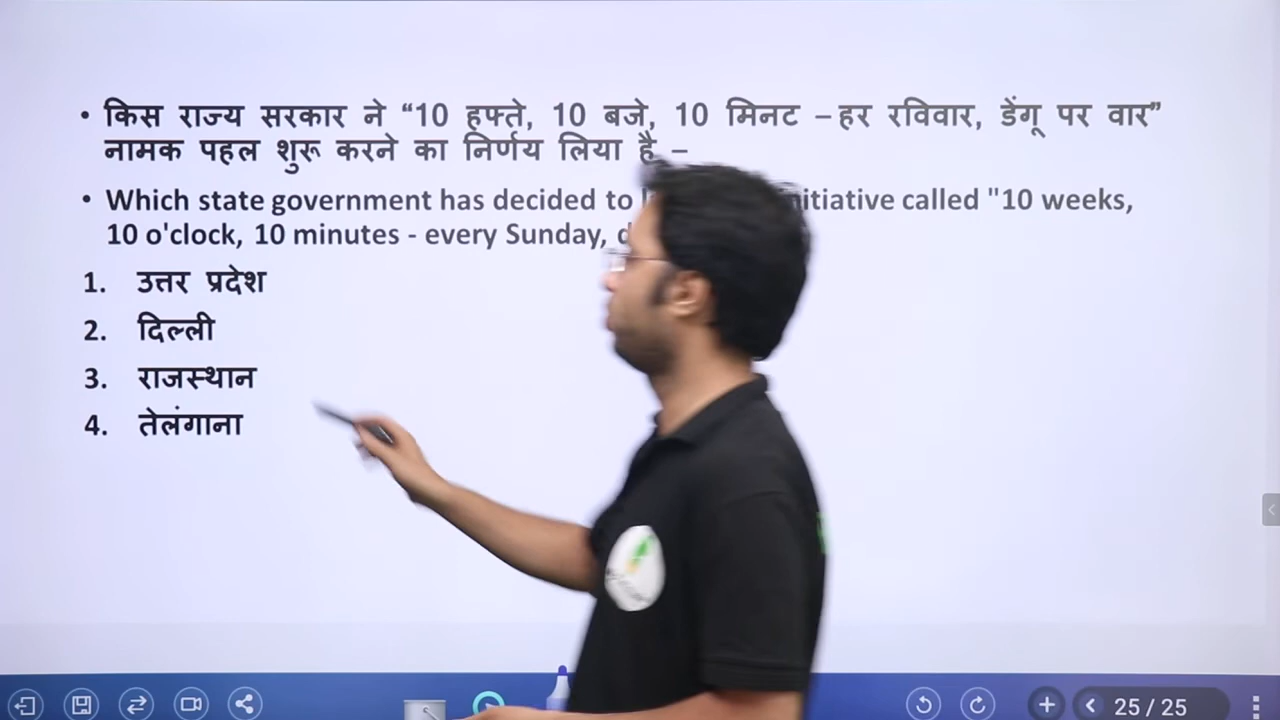 • किस राज्य सरकार ने “10 हफ्ते, 10 बजे, 10 मिनट – हर रविवार, डेंगू पर वार”
नामक पहल शुरू करने का निर्णय लिया है –
• Which state government has decided to initiative called "10 weeks,
10 o'clock, 10 minutes - every Sunday,
1. उत्तर प्रदेश
2. दिल्ली
3. राजस्थान
4. तेलंगाना
25 / 25